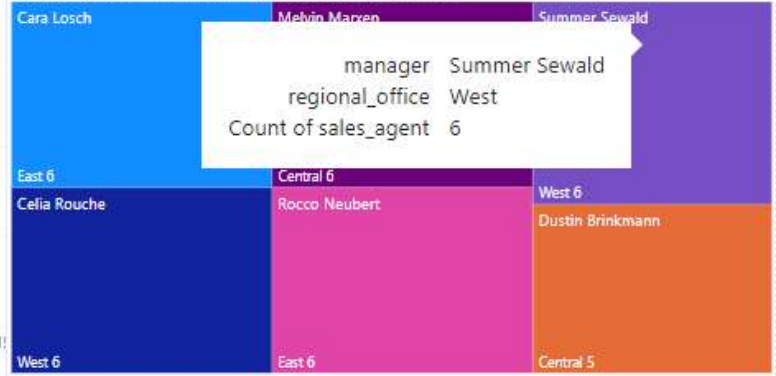 Cara Losch
Melvin Marxen
Summer Sewald
manager Summer Sewald
regional_office West
Count of sales_agent 6
East 6
Central 6
West 6
Celia Rouche
Rocco Neubert
Dustin Brinkmann
West 6
East 6
Central 5